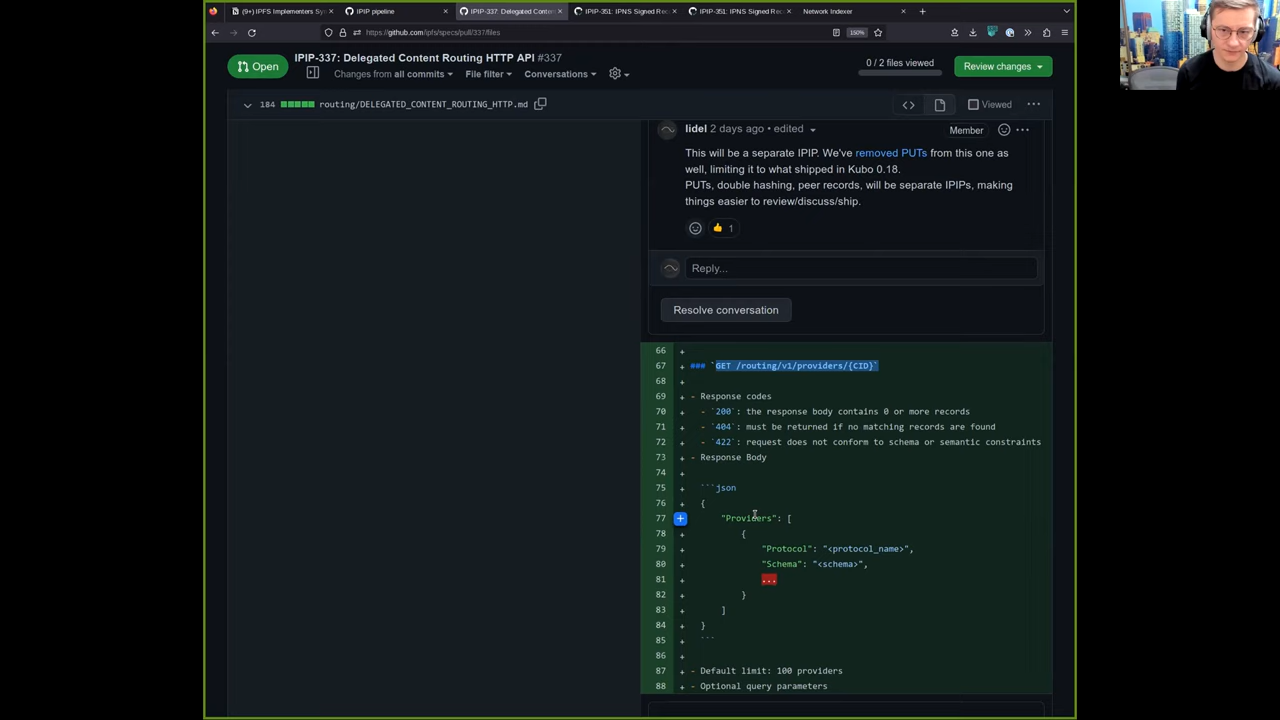 (9+) IPFS Implementers Syn
IPIP pipeline
IPIP-337: Delegated Conten
IPIP-351: IPNS Signed Rec
IPIP-351: IPNS Signed Rec
Network Indexer
https://github.com/ipfs/specs/pull/337/files
150%
Open
IPIP-337: Delegated Content Routing HTTP API #337
Changes from all commits
File filter
Conversations
0 / 2 files viewed
Review changes
184
routing/DELEGATED_CONTENT_ROUTING_HTTP.md
Viewed
lidel 2 days ago • edited
Member
This will be a separate IPIP. We've removed PUTs from this one as
well, limiting it to what shipped in Kubo 0.18.
PUTs, double hashing, peer records, will be separate IPIPs, making
things easier to review/discuss/ship.
👍 1
Reply...
Resolve conversation
66 +
67 + ### `GET /routing/v1/providers/{CID}`
68 +
69 + - Response codes
70 + - `200`: the response body contains 0 or more records
71 + - `404`: must be returned if no matching records are found
72 + - `422`: request does not conform to schema or semantic constraints
73 + - Response Body
74 +
75 + ```json
76 + {
77 + "Providers": [
78 + {
79 + "Protocol": "<protocol_name>",
80 + "Schema": "<schema>",
81 + ...
82 + }
83 + ]
84 + }
85 + ```
86 +
87 + - Default limit: 100 providers
88 + - Optional query parameters